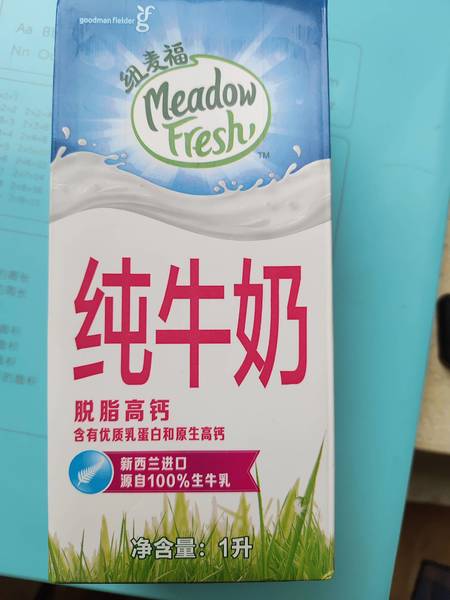 goodman fielder
gf
纽麦福
Meadow
Fresh
TM
纯牛奶
脱脂高钙
含有优质乳蛋白和原生高钙
新西兰进口
源自100%生牛乳
净含量：1升